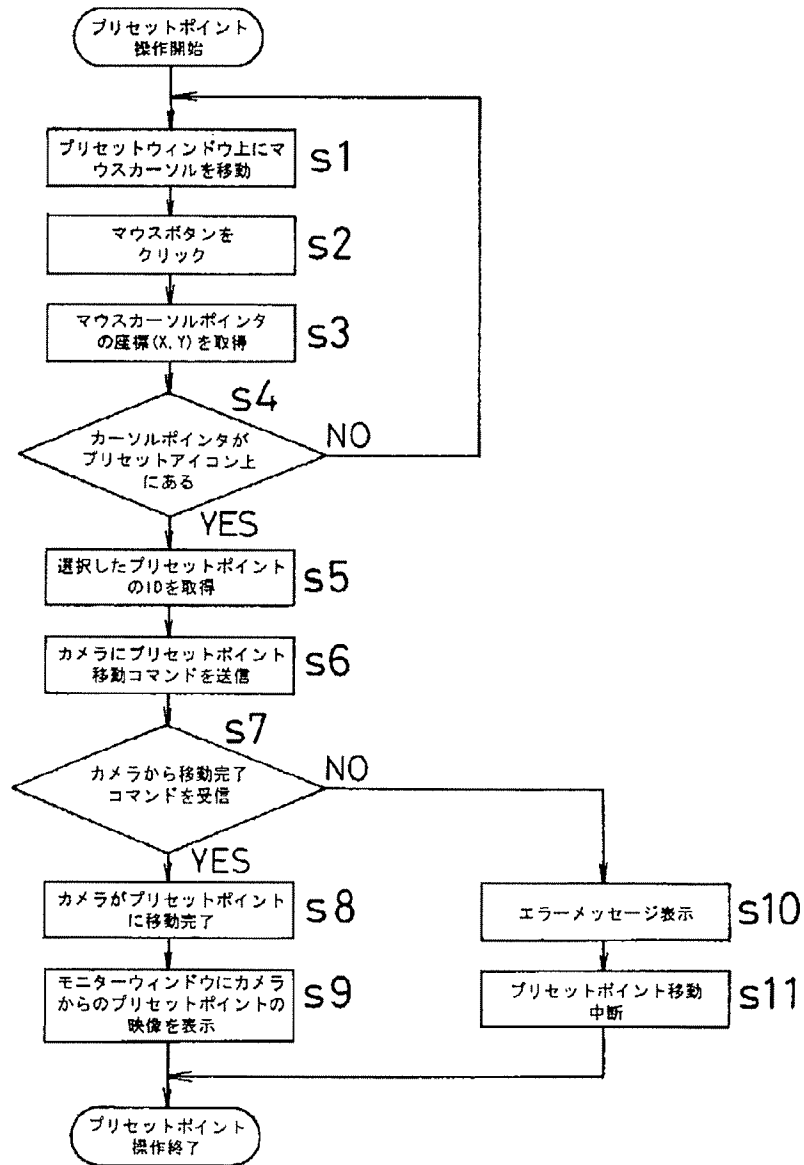 プリセットポイント
操作開始
プリセットウィンドウ上にマ
ウスカーソルを移動
s1
マウスボタンを
クリック
s2
マウスカーソルポインタ
の座標(X,Y)を取得
s3
s4
カーソルポインタが
プリセットアイコン上
にある
NO
YES
選択したプリセットポイント
のIDを取得
s5
カメラにプリセットポイント
移動コマンドを送信
s6
s7
カメラから移動完了
コマンドを受信
NO
YES
カメラがプリセットポイント
に移動完了
s8
エラーメッセージ表示
s10
モニターウィンドウにカメラ
からのプリセットポイントの
映像を表示
s9
プリセットポイント移動
中断
s11
プリセットポイント
操作終了